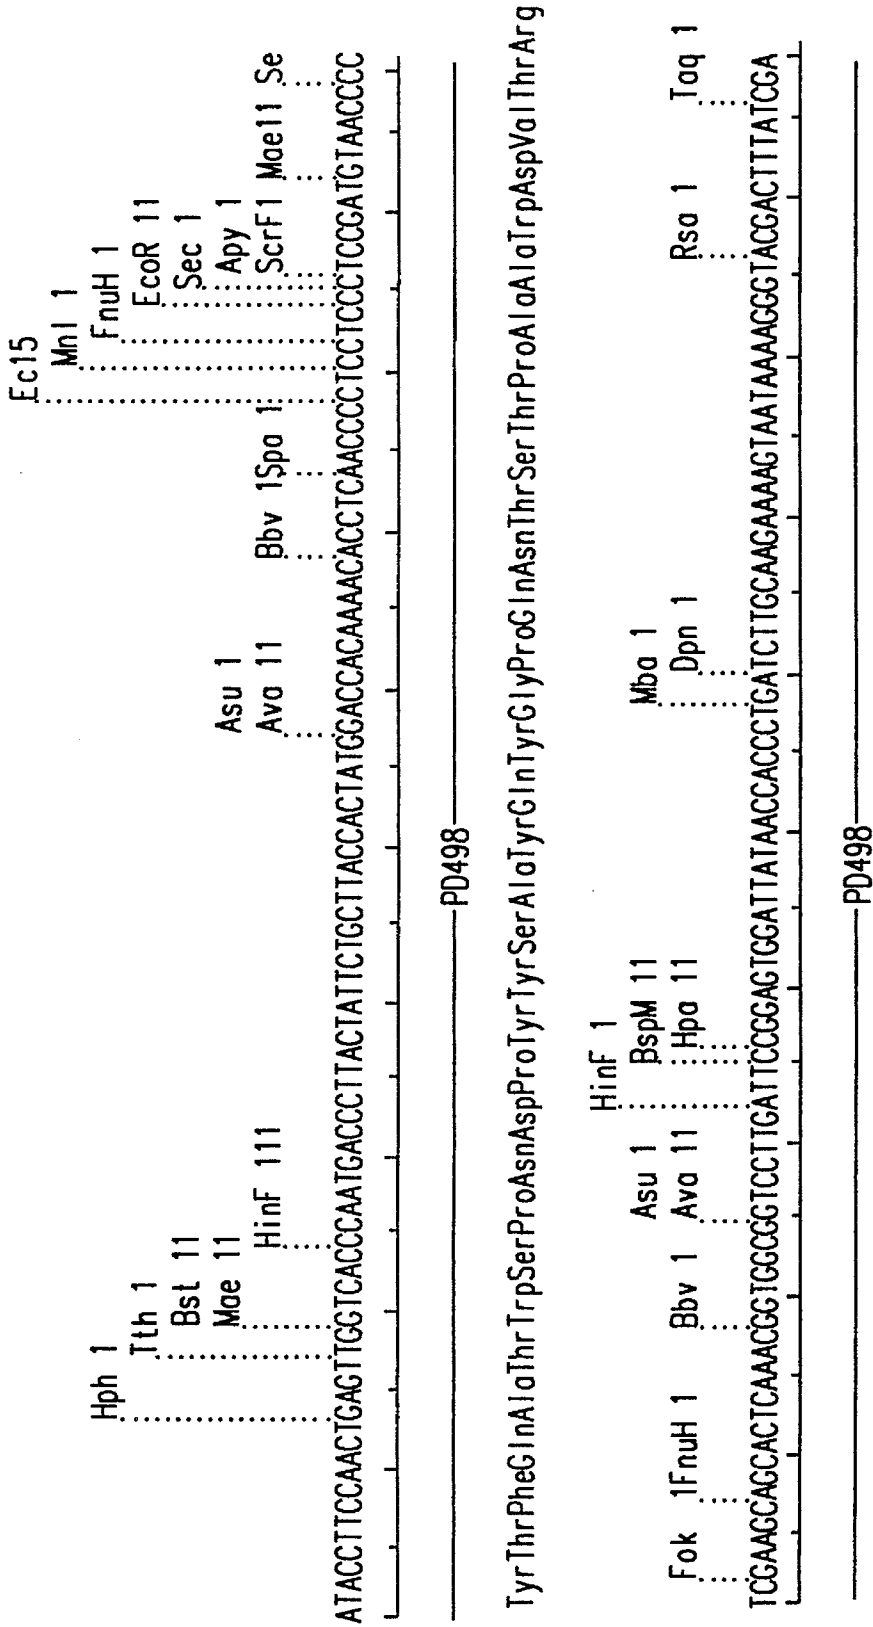 Ec15
Mnl 1
FnuH 1
Hph 1
EcoR 11
Tth 1
Sec 1
Bst 11
Apy 1
Asu 1
Mae 11
ScrF1 Mae11 Se
Bbv 1Spa 1
Ava 11
HinF 111
ATACCTTCCAACTGAGTTGGTCACCCAATGACCCTTACTATTCTGCTTACCACTATGGACCACAAAACACCTCAACCCCTCCTCCCTCCGATGTAACCCC
PD498
TyrThrPheGlnAlaThrTrpSerProAsnAspProTyrTyrSerAlaTyrGlnTyrGlyProGlnAsnThrSerThrProAlaAlaTrpAspValThrArg
HinF 1
Asu 1 BspM 11 Mba 1
Fok 1FnuH 1 Bbv 1 Ava 11 Hpa 11 Dpn 1 Rsa 1 Taq 1
TCGAAGCAGCACTCAAACGGTGGCGGTCCTTGATTCCGGAGTGGATTATAACCACCCTGATCTTGCAAGAAAAGTAATAAAAGGGTACGACTTTATCGA
PD498